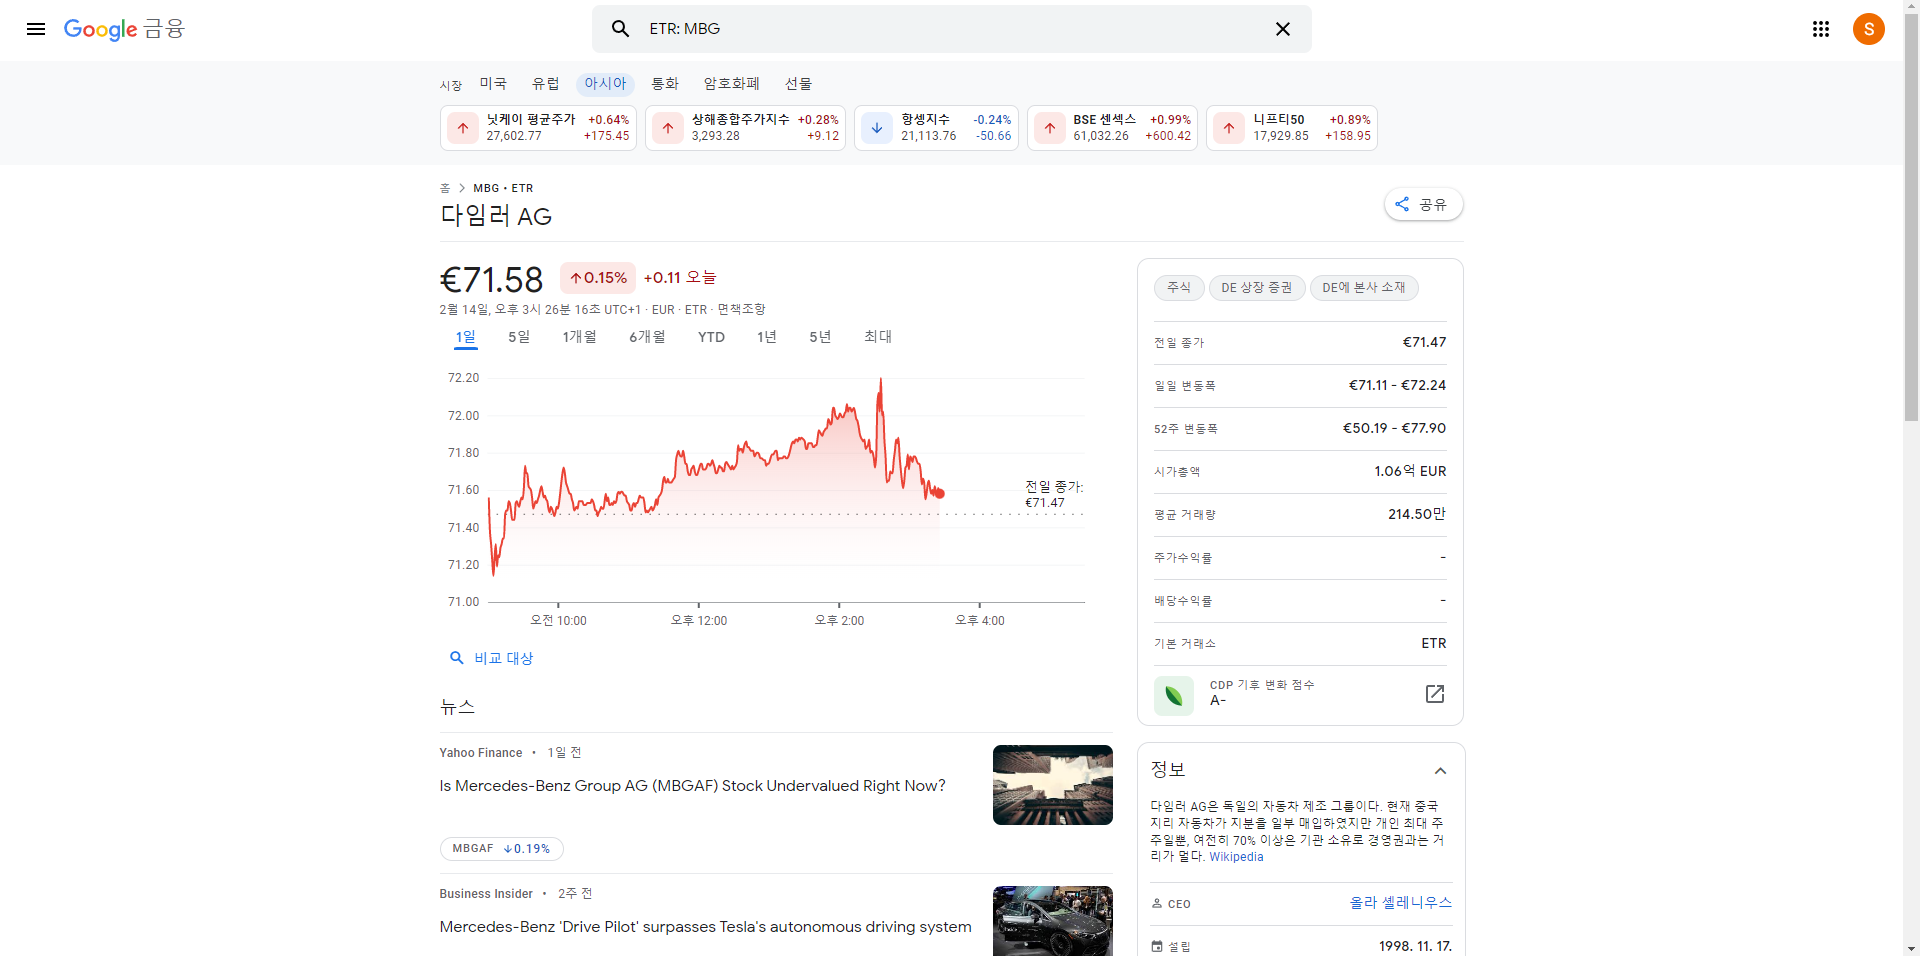 Google 금융
ETR: MBG
S
시장 미국 유럽 아시아 통화 암호화폐 선물
닛케이 평균주가 +0.64%
27,602.77 +175.45
상해종합주가지수 +0.28%
3,293.28 +9.12
항셍지수 -0.24%
21,113.76 -50.66
BSE 센섹스 +0.99%
61,032.26 +600.42
니프티50 +0.89%
17,929.85 +158.95
홈 > MBG • ETR
다임러 AG
공유
€71.58 ↑0.15% +0.11 오늘
2월 14일, 오후 3시 26분 16초 UTC+1 · EUR · ETR · 면책조항
1일 5일 1개월 6개월 YTD 1년 5년 최대
72.20
72.00
71.80
71.60
71.40
71.20
71.00
전일 종가:
€71.47
오전 10:00 오후 12:00 오후 2:00 오후 4:00
비교 대상
뉴스
Yahoo Finance • 1일 전
Is Mercedes-Benz Group AG (MBGAF) Stock Undervalued Right Now?
MBGAF ↓0.19%
Business Insider • 2주 전
Mercedes-Benz 'Drive Pilot' surpasses Tesla's autonomous driving system
주식 DE 상장 증권 DE에 본사 소재
전일 종가 €71.47
일일 변동폭 €71.11 - €72.24
52주 변동폭 €50.19 - €77.90
시가총액 1.06억 EUR
평균 거래량 214.50만
주가수익률 -
배당수익률 -
기본 거래소 ETR
CDP 기후 변화 점수
A-
정보
다임러 AG은 독일의 자동차 제조 그룹이다. 현재 중국
지리 자동차가 지분을 일부 매입하였지만 개인 최대 주
주일뿐, 여전히 70% 이상은 기관 소유로 경영권과는 거
리가 멀다. Wikipedia
CEO 올라 셸레니우스
설립 1998. 11. 17.